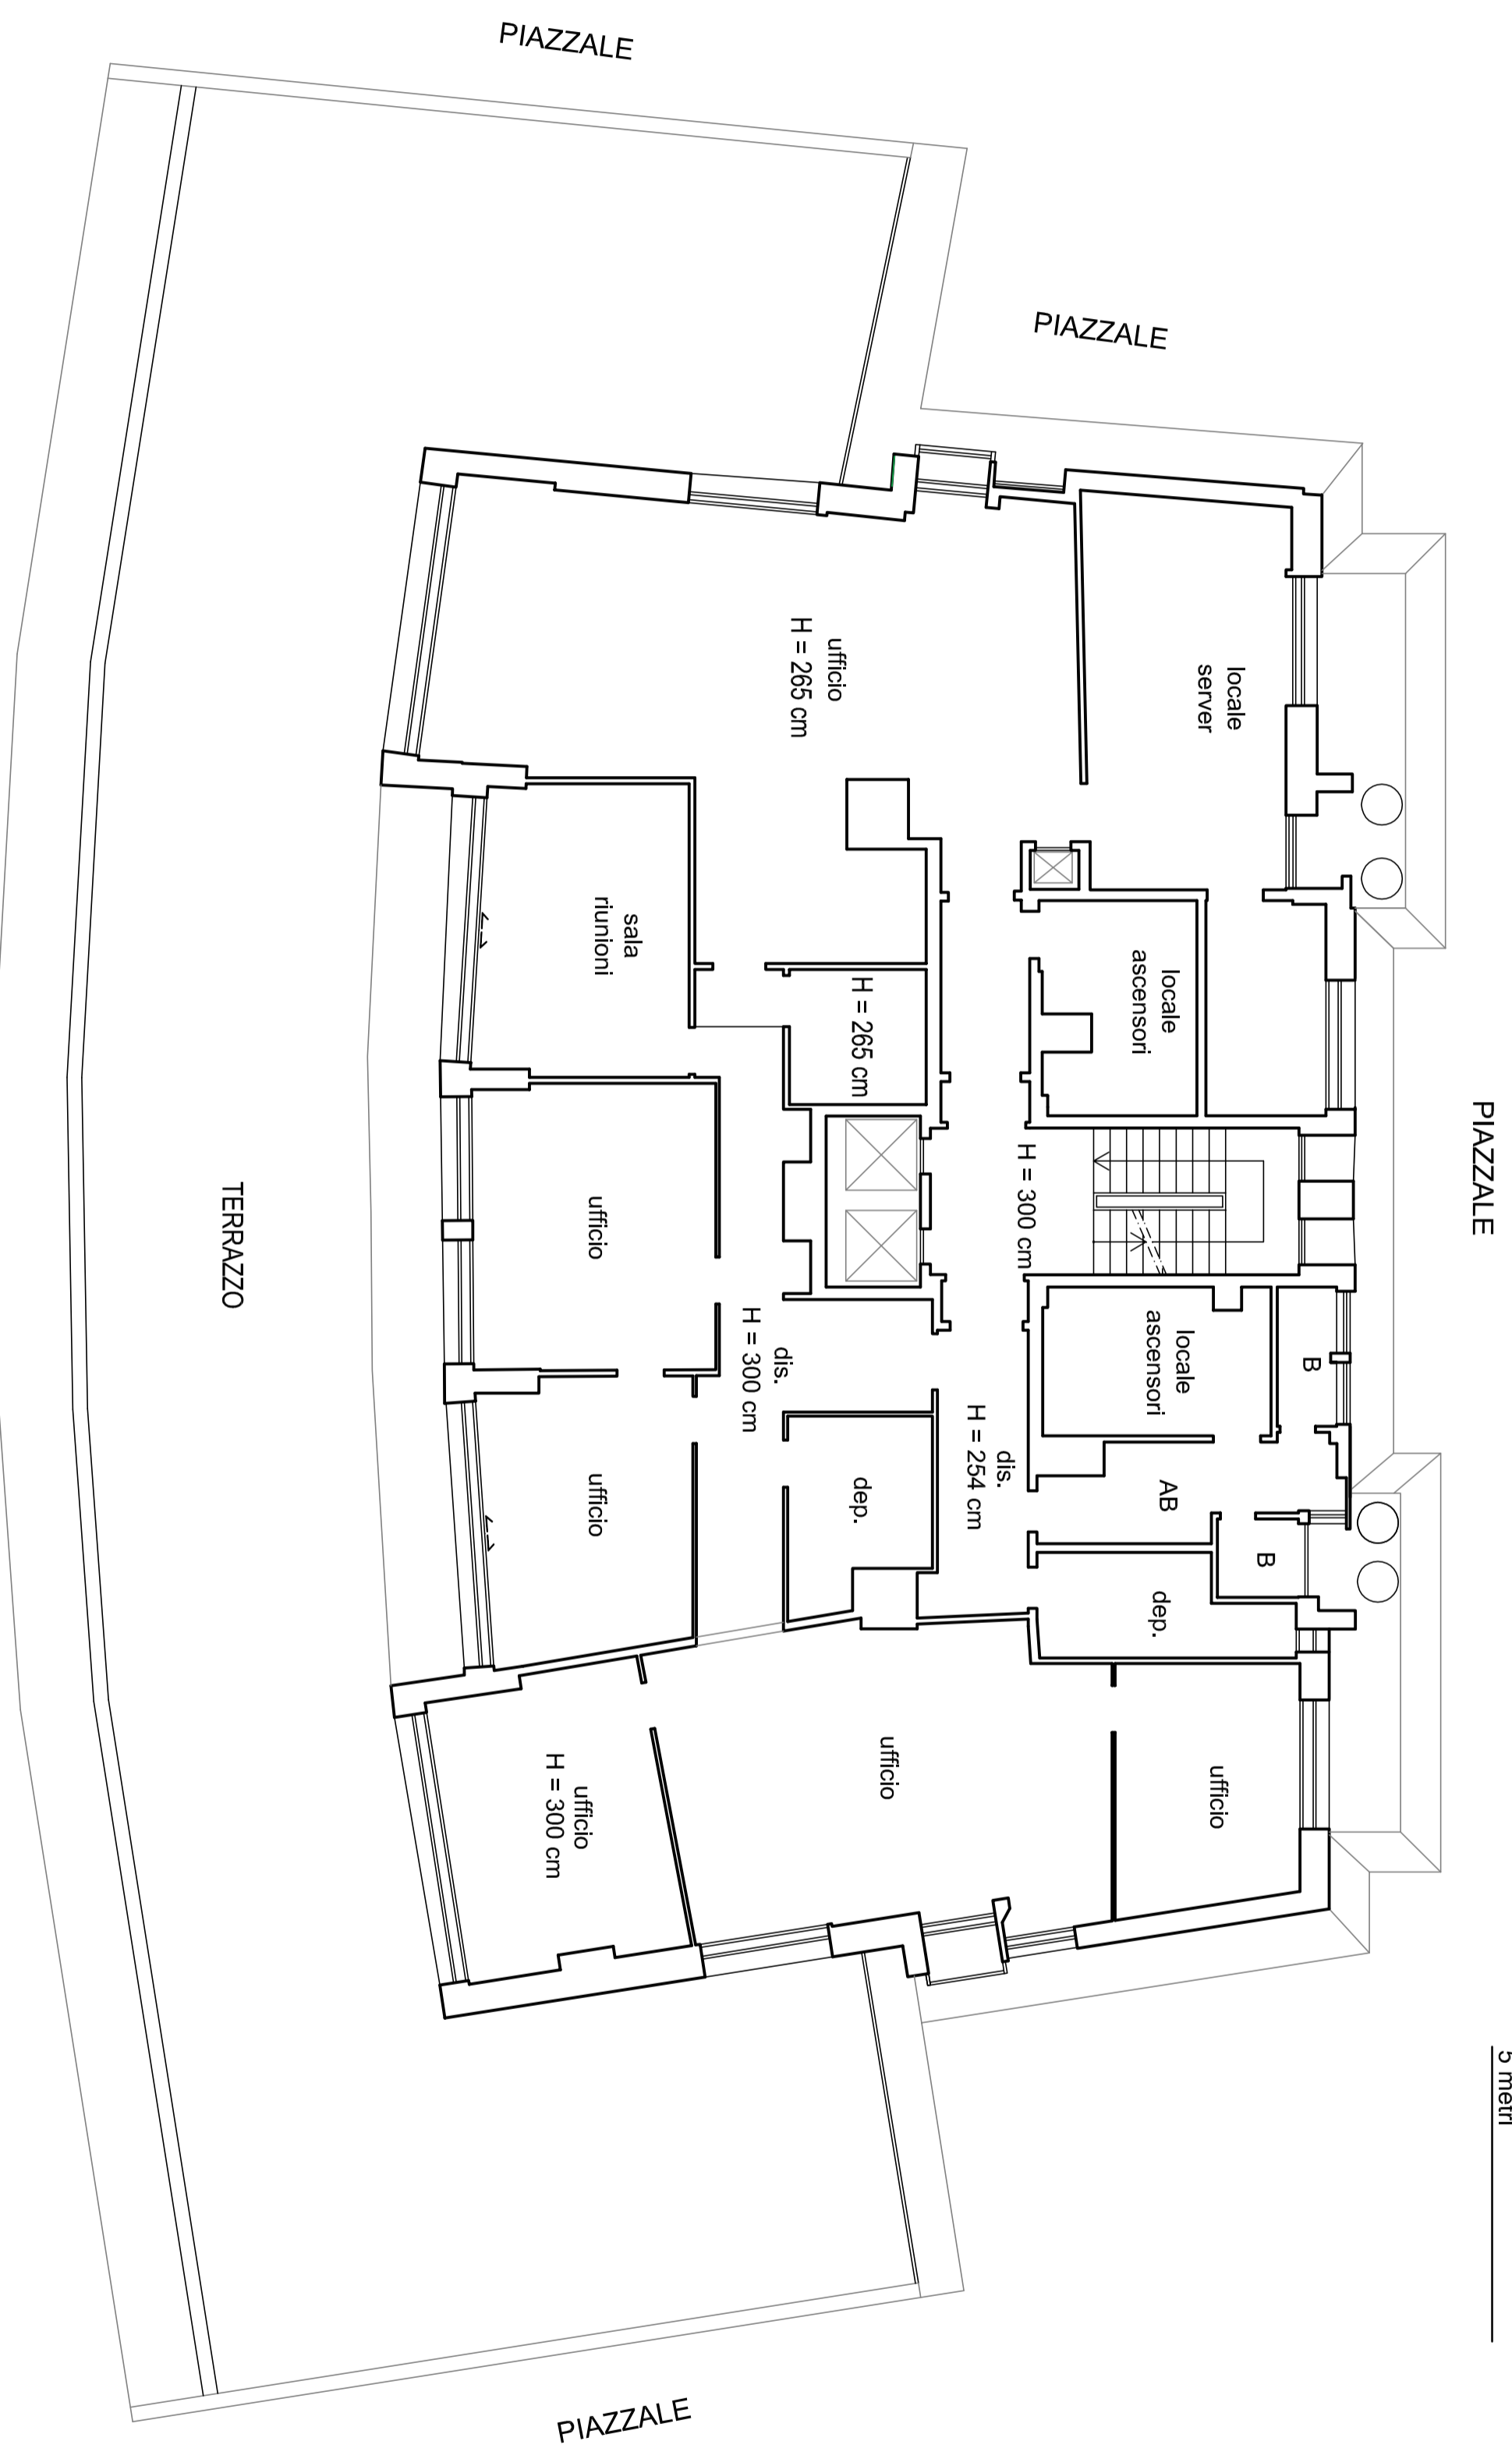 PIAZZALE
PIAZZALE
ufficio
H = 265 cm
locale
server
sala
riunioni
H = 265 cm
locale
ascensori
PIAZZALE
H = 300 cm
TERRAZZO
ufficio
dis.
H = 300 cm
locale
ascensori
B
ufficio
dep.
dis.
H = 254 cm
AB
B
dep.
ufficio
H = 300 cm
ufficio
ufficio
5 metri
PIAZZALE